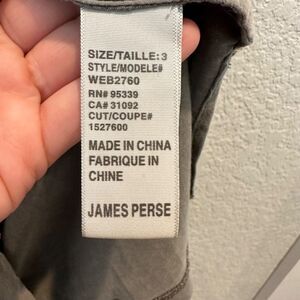 SIZE/TAILLE: 3
STYLE/MODELE#
WEB2760
RN# 95339
CA# 31092
CUT/COUPE#
1527600
MADE IN CHINA
FABRIQUE IN
CHINE
JAMES PERSE